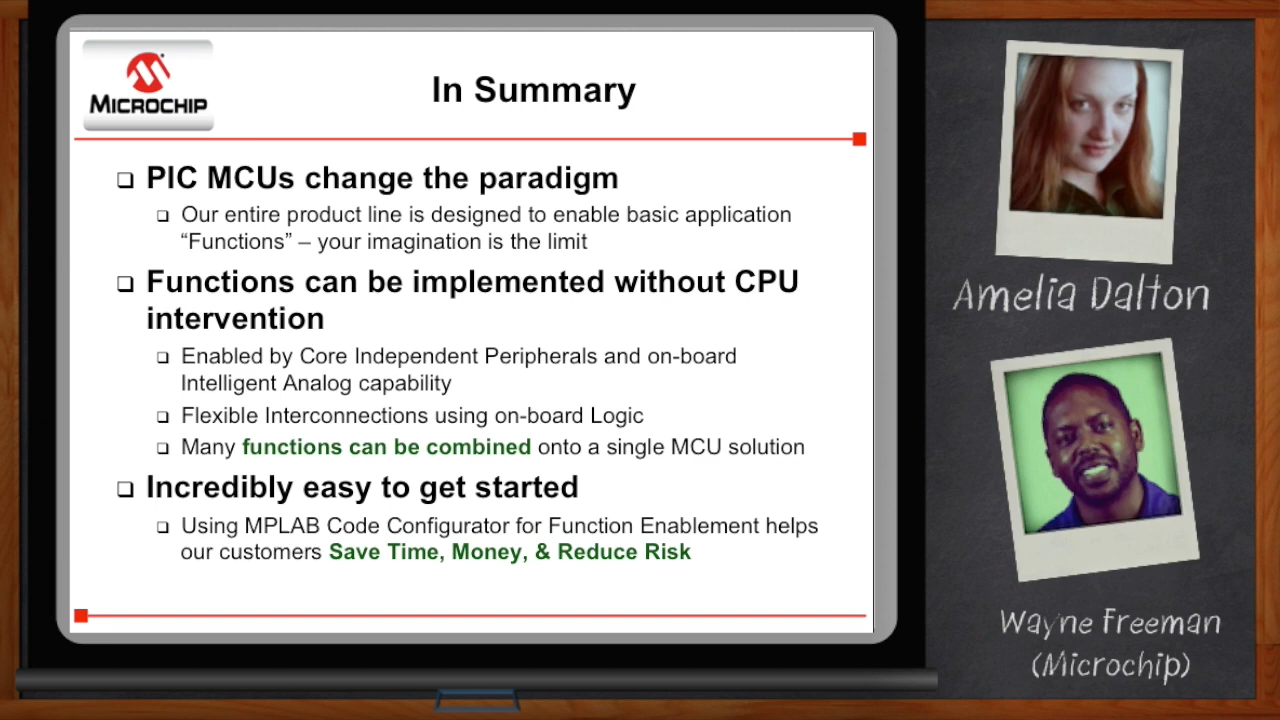 MICROCHIP
In Summary
PIC MCUs change the paradigm
Our entire product line is designed to enable basic application
“Functions” – your imagination is the limit
Functions can be implemented without CPU
intervention
Enabled by Core Independent Peripherals and on-board
Intelligent Analog capability
Flexible Interconnections using on-board Logic
Many functions can be combined onto a single MCU solution
Incredibly easy to get started
Using MPLAB Code Configurator for Function Enablement helps
our customers Save Time, Money, & Reduce Risk
Amelia Dalton
Wayne Freeman
(Microchip)